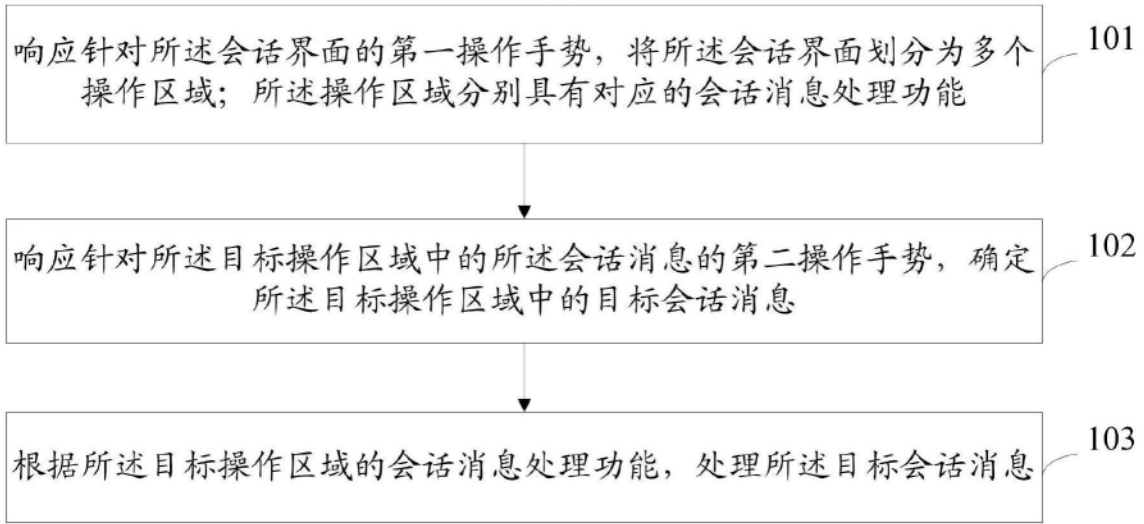 响应针对所述会话界面的第一操作手势，将所述会话界面划分为多个
操作区域；所述操作区域分别具有对应的会话消息处理功能
101
响应针对所述目标操作区域中的所述会话消息的第二操作手势，确定
所述目标操作区域中的目标会话消息
102
根据所述目标操作区域的会话消息处理功能，处理所述目标会话消息
103